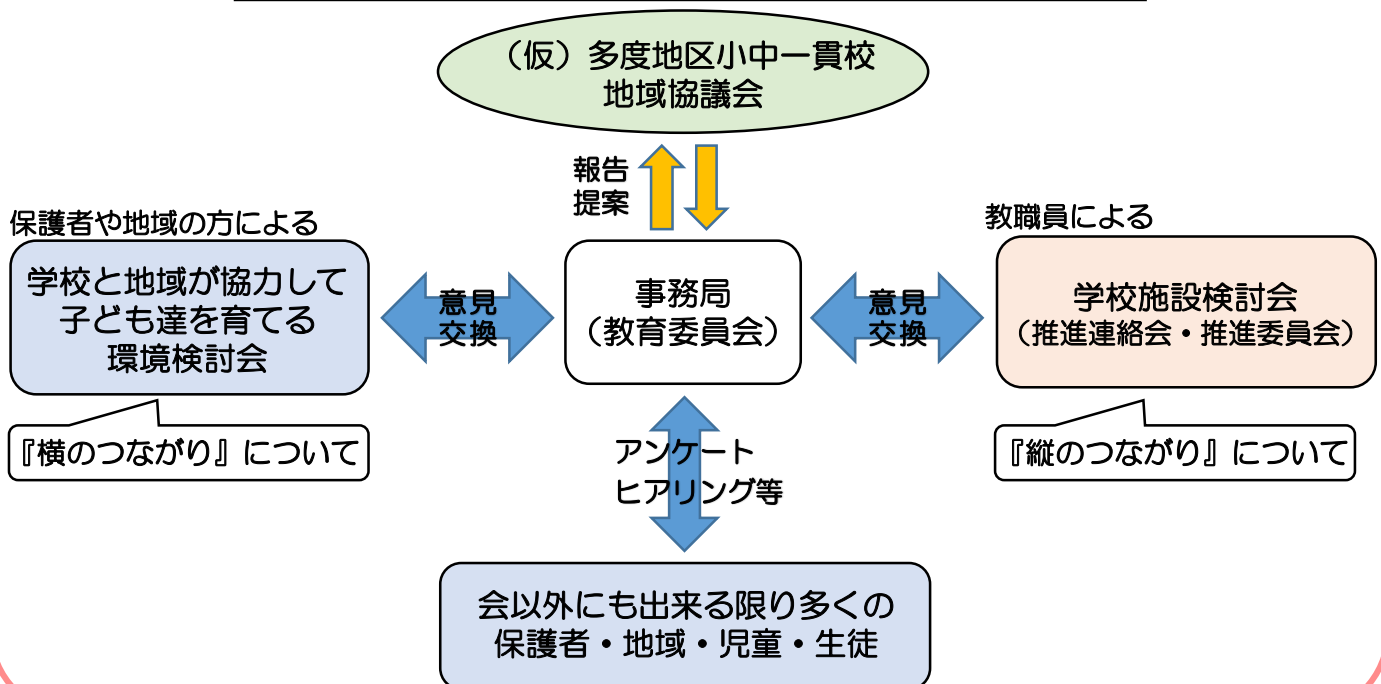 （仮）多度地区小中一貫校
地域協議会
報告
提案
保護者や地域の方による
学校と地域が協力して
子ども達を育てる
環境検討会
『横のつながり』について
意見
交換
事務局
（教育委員会）
意見
交換
教職員による
学校施設検討会
（推進連絡会・推進委員会）
『縦のつながり』について
アンケート
ヒアリング等
会以外にも出来る限り多くの
保護者・地域・児童・生徒